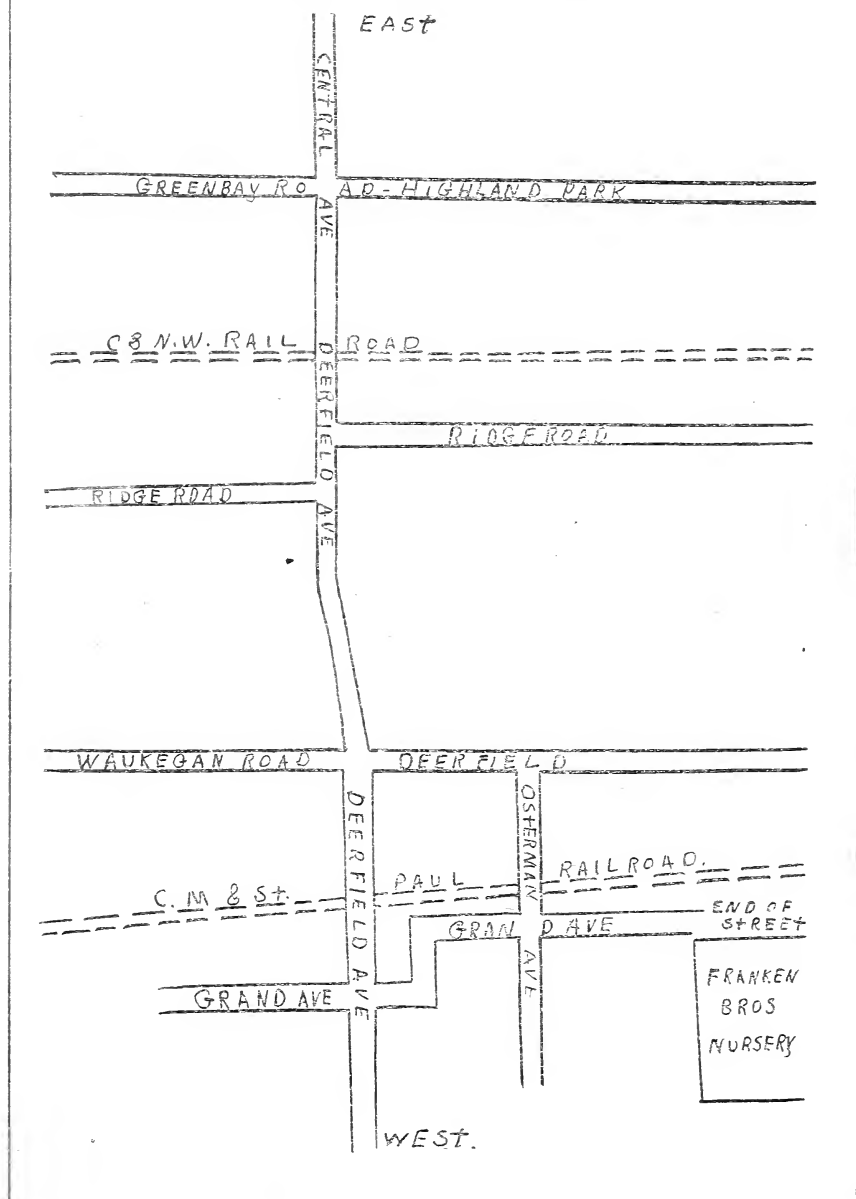 EAST
CENTRAL AVE
GREENBAY ROAD-HIGHLAND PARK
C & N.W. RAIL ROAD
DEERFIELD AVE
RIDGE ROAD
RIDGE ROAD
WAUKEGAN ROAD DEERFIELD
DEERFIELD AVE
OSTERMAN AVE
C. M & St. PAUL RAILROAD.
END OF
STREET
GRAND AVE
GRAND AVE
FRANKEN
BROS
NURSERY
WEST.